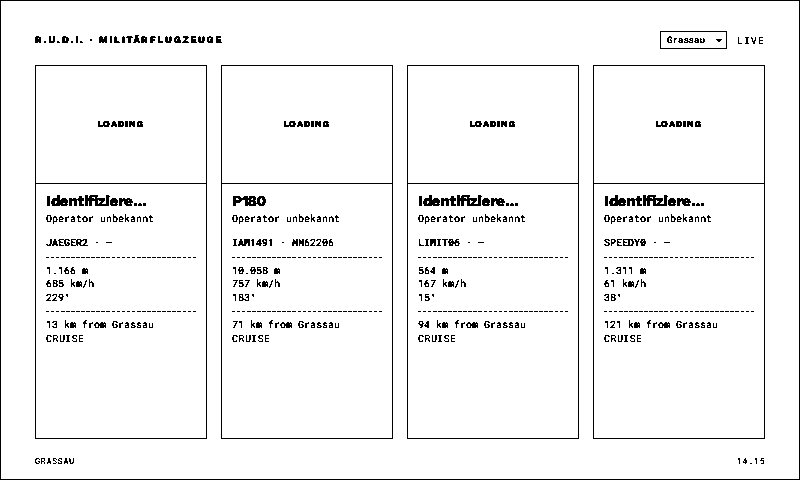 R.U.D.I. · MILITÄRFLUGZEUGE
Grassau
LIVE
LOADING
Identifiziere...
Operator unbekannt
JAEGER2 · —
1.166 m
685 km/h
229°
13 km from Grassau
CRUISE
LOADING
P180
Operator unbekannt
IAM1491 · MM62206
10.058 m
757 km/h
183°
71 km from Grassau
CRUISE
LOADING
Identifiziere...
Operator unbekannt
LIMIT06 · —
564 m
167 km/h
15°
94 km from Grassau
CRUISE
LOADING
Identifiziere...
Operator unbekannt
SPEEDY0 · —
1.311 m
61 km/h
38°
121 km from Grassau
CRUISE
GRASSAU
14.15